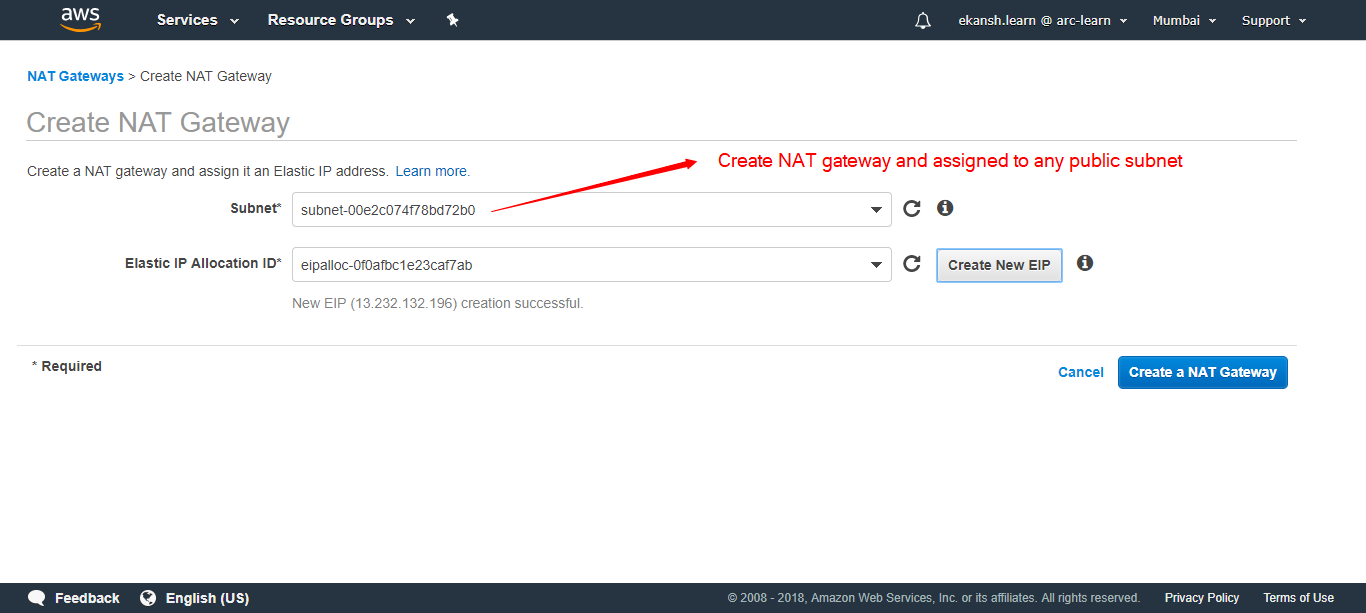 aws Services Resource Groups ekansh.learn @ arc-learn Mumbai Support
NAT Gateways > Create NAT Gateway
Create NAT Gateway
Create NAT gateway and assigned to any public subnet
Create a NAT gateway and assign it an Elastic IP address. Learn more.
Subnet* subnet-00e2c074f78bd72b0
Elastic IP Allocation ID* eipalloc-0f0afbc1e23caf7ab Create New EIP
New EIP (13.232.132.196) creation successful.
* Required
Cancel Create a NAT Gateway
Feedback English (US) © 2008 - 2018, Amazon Web Services, Inc. or its affiliates. All rights reserved. Privacy Policy Terms of Use